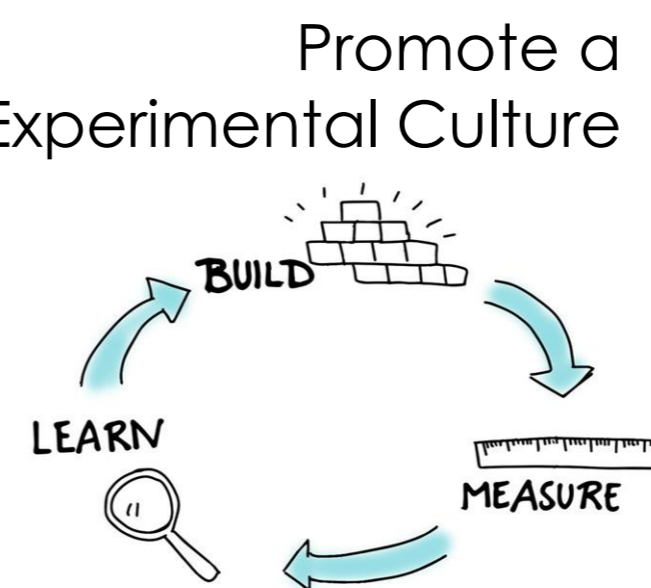 Promote a
Experimental Culture
BUILD
LEARN
MEASURE